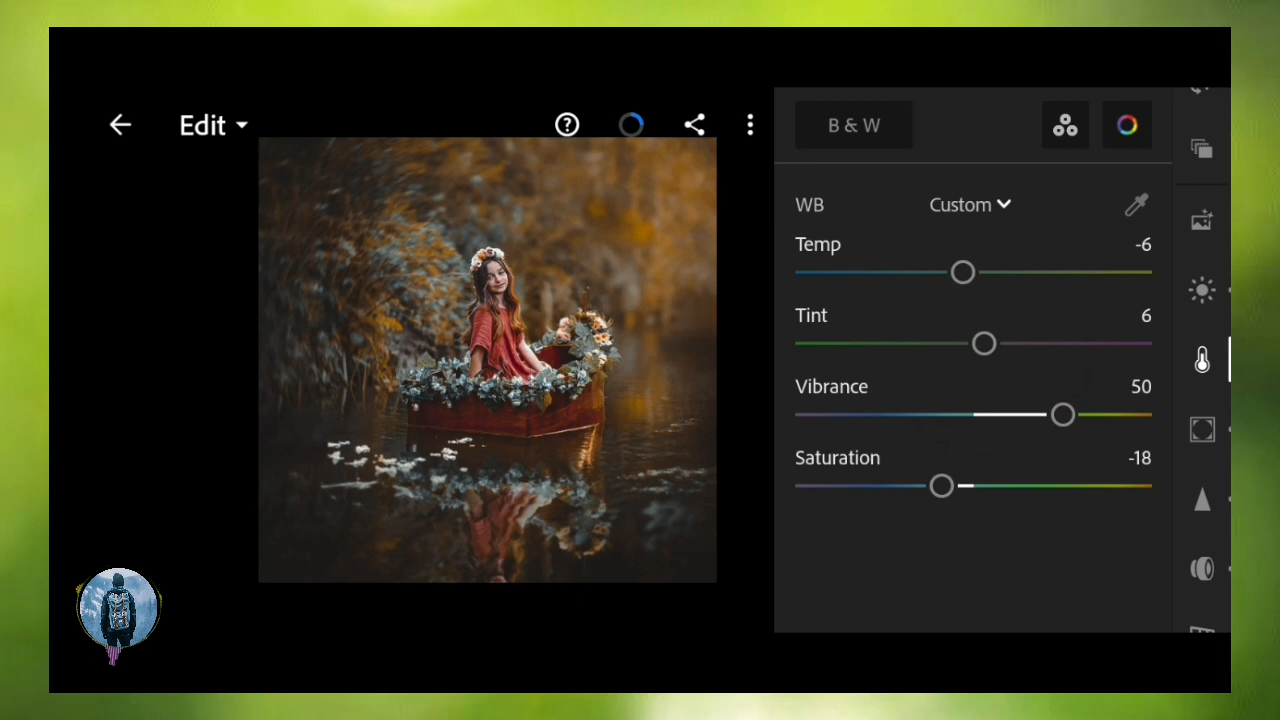 Edit
B & W
WB Custom
Temp -6
Tint 6
Vibrance 50
Saturation -18